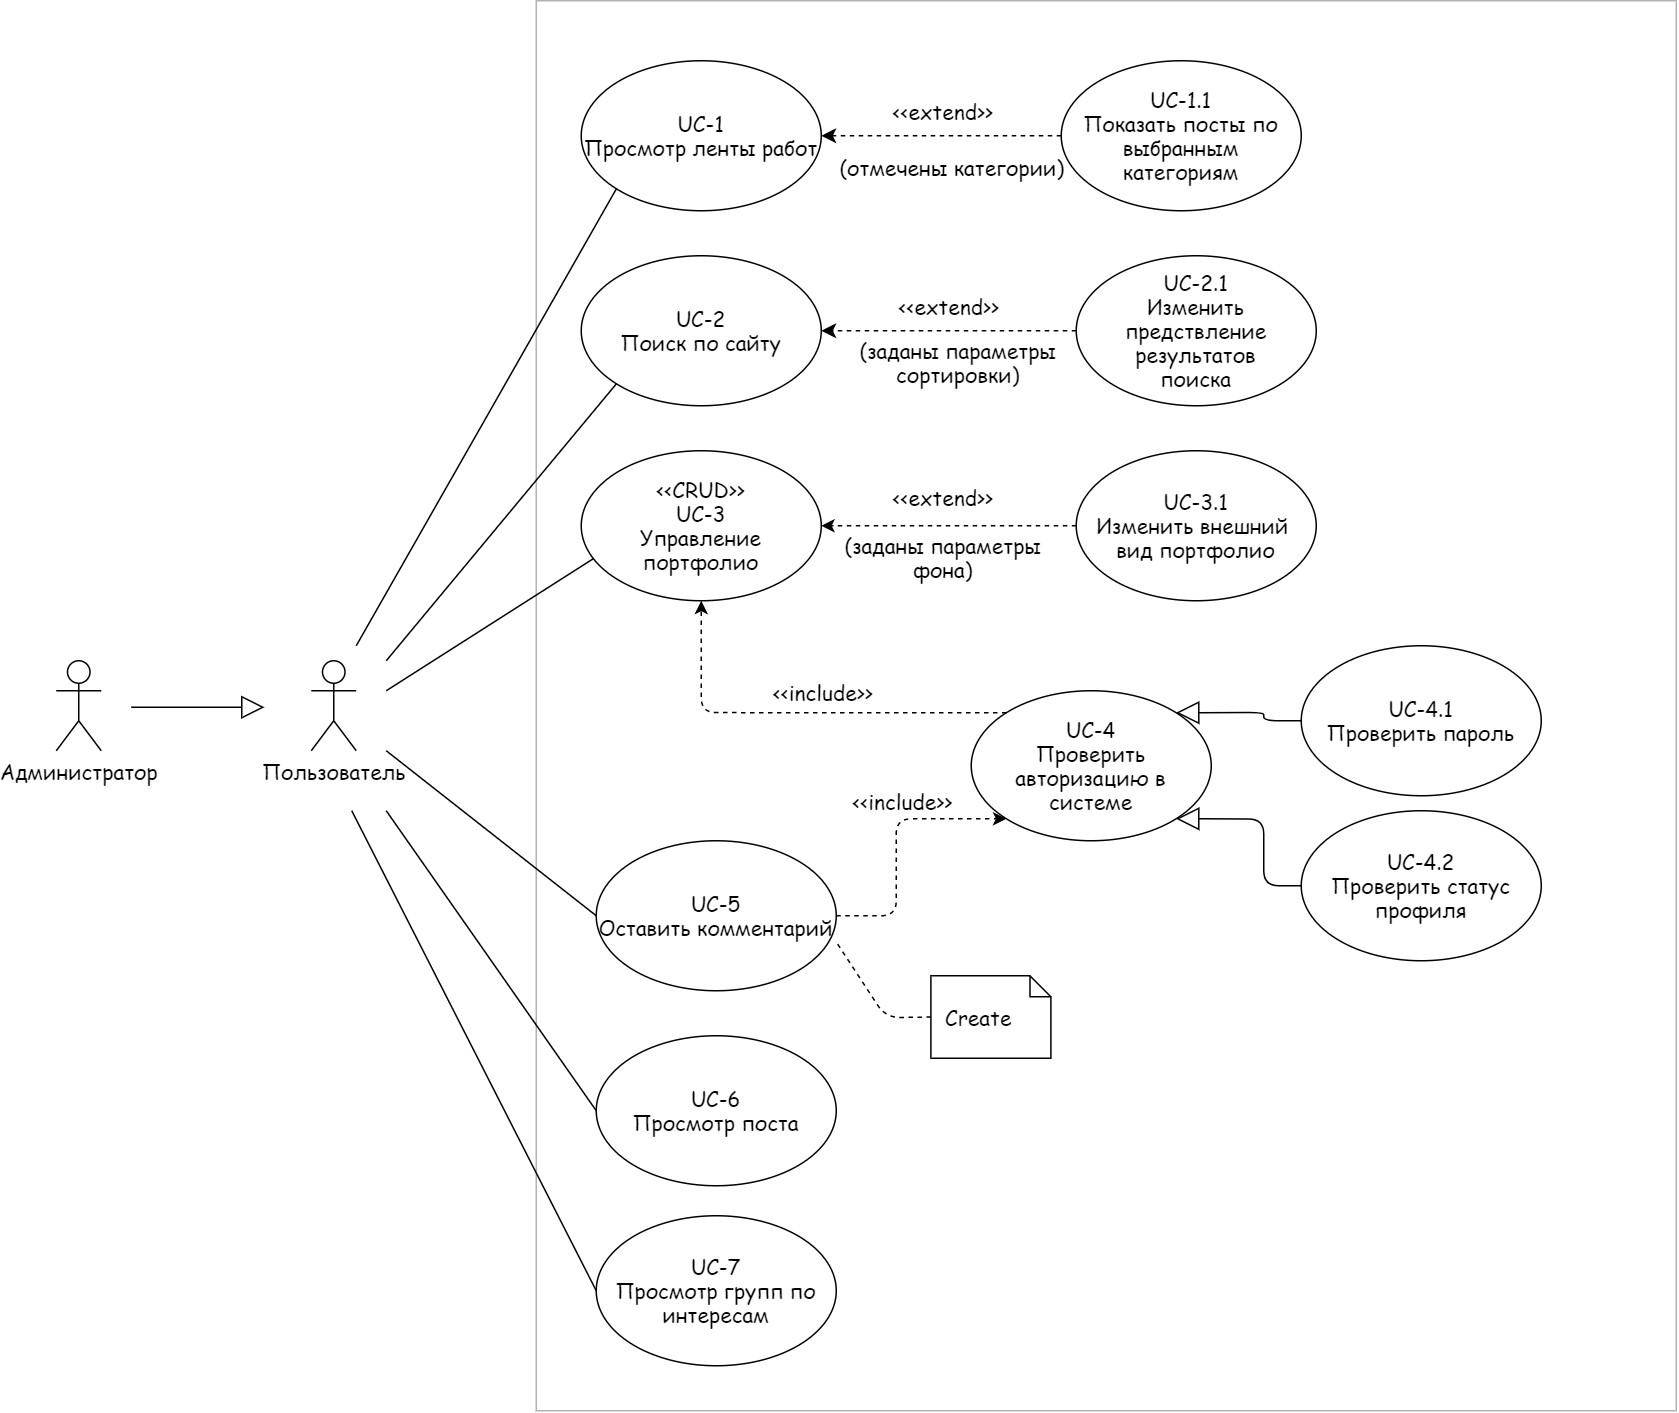 UC-1
Просмотр ленты работ
<<extend>>
(отмечены категории)
UC-1.1
Показать посты по
выбранным
категориям
UC-2
Поиск по сайту
<<extend>>
(заданы параметры
сортировки)
UC-2.1
Изменить
предствление
результатов
поиска
<<CRUD>>
UC-3
Управление
портфолио
<<extend>>
(заданы параметры
фона)
UC-3.1
Изменить внешний
вид портфолио
Администратор
Пользователь
<<include>>
UC-4
Проверить
авторизацию в
системе
UC-4.1
Проверить пароль
<<include>>
UC-4.2
Проверить статус
профиля
UC-5
Оставить комментарий
Create
UC-6
Просмотр поста
UC-7
Просмотр групп по
интересам